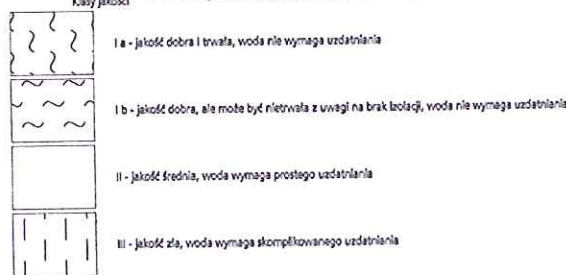 Klasy jakości
I a - jakość dobra i trwała, woda nie wymaga uzdatniania
I b - jakość dobra, ale może być nietrwała z uwagi na brak izolacji, woda nie wymaga uzdatniania
II - jakość średnia, woda wymaga prostego uzdatniania
III - jakość zła, woda wymaga skomplikowanego uzdatniania